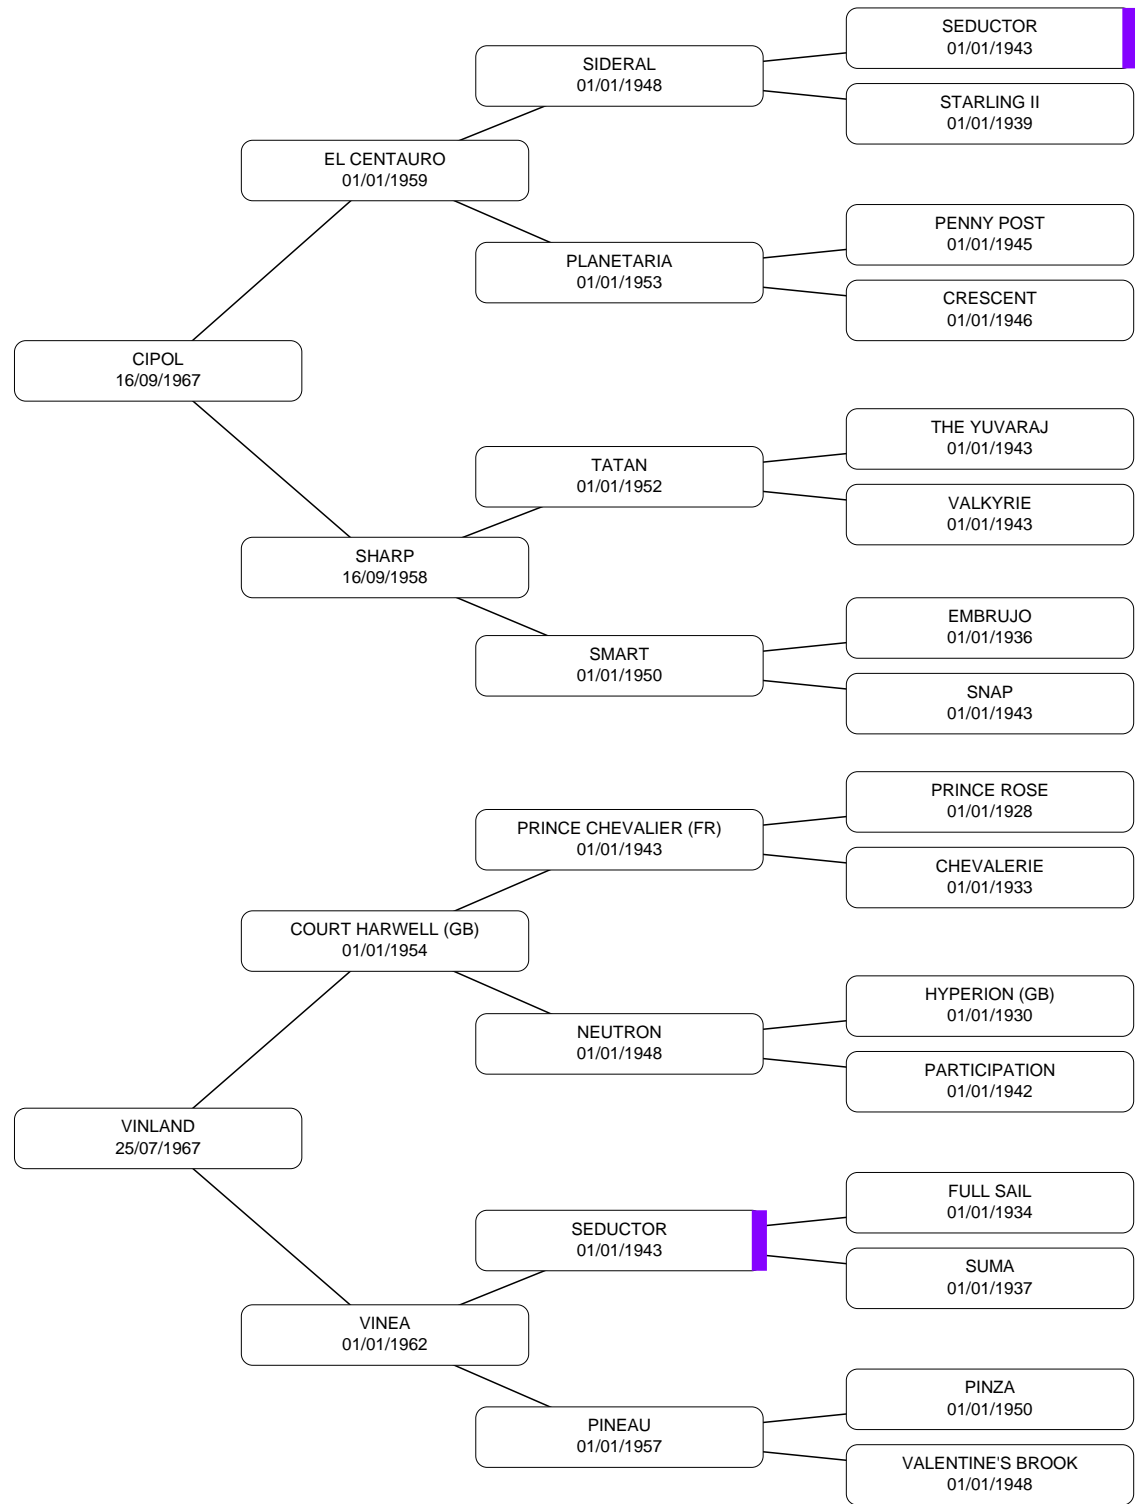 SEDUCTOR
01/01/1943
SIDERAL
01/01/1948
STARLING II
01/01/1939
EL CENTAURO
01/01/1959
PENNY POST
01/01/1945
PLANETARIA
01/01/1953
CRESCENT
01/01/1946
CIPOL
16/09/1967
THE YUVARAJ
01/01/1943
TATAN
01/01/1952
VALKYRIE
01/01/1943
SHARP
16/09/1958
EMBRUJO
01/01/1936
SMART
01/01/1950
SNAP
01/01/1943
PRINCE ROSE
01/01/1928
PRINCE CHEVALIER (FR)
01/01/1943
CHEVALERIE
01/01/1933
COURT HARWELL (GB)
01/01/1954
HYPERION (GB)
01/01/1930
NEUTRON
01/01/1948
PARTICIPATION
01/01/1942
VINLAND
25/07/1967
FULL SAIL
01/01/1934
SEDUCTOR
01/01/1943
SUMA
01/01/1937
VINEA
01/01/1962
PINZA
01/01/1950
PINEAU
01/01/1957
VALENTINE'S BROOK
01/01/1948